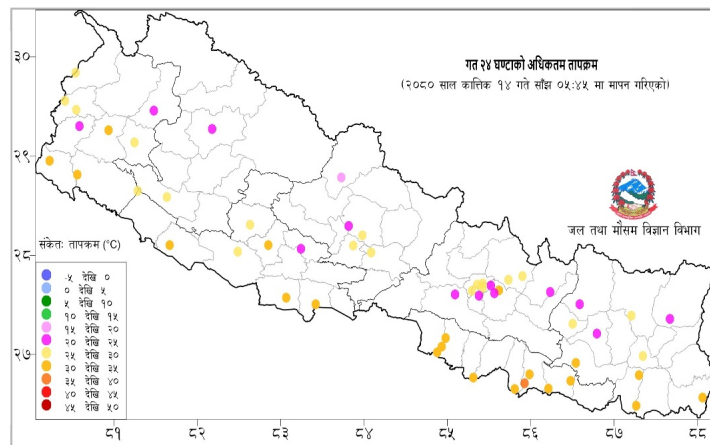 गत २४ घण्टाको अधिकतम तापक्रम
(२०८० साल कात्तिक १४ गते साँझ ०५:४५ मा मापन गरिएको)
जल तथा मौसम विज्ञान विभाग
संकेत: तापक्रम (°C)
-५ देखि ०
० देखि ५
५ देखि १०
१० देखि १५
१५ देखि २०
२० देखि २५
२५ देखि ३०
३० देखि ३५
३५ देखि ४०
४० देखि ४५
४५ देखि ५०
३०
२९
२८
२७
८१ ८२ ८३ ८४ ८५ ८६ ८७ ८८